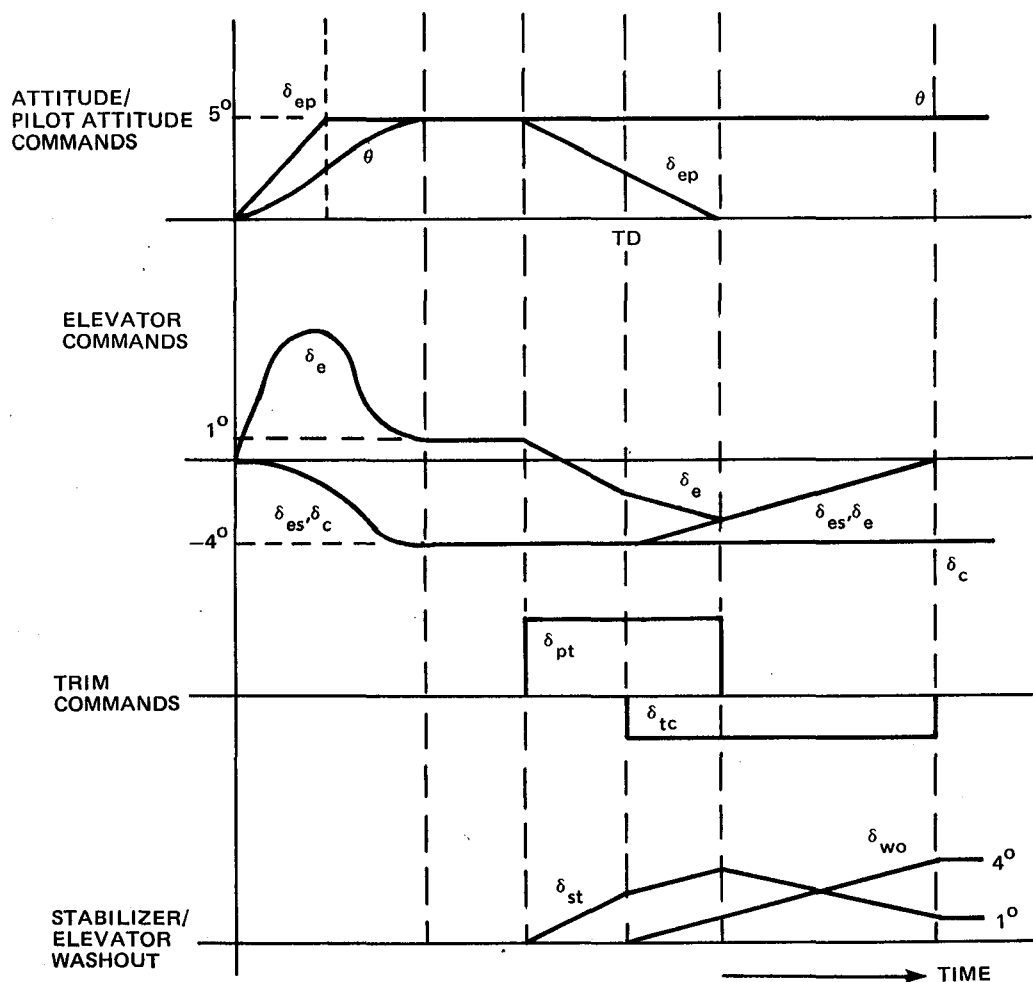 ATTITUDE/
PILOT ATTITUDE
COMMANDS
5°
δep
θ
θ
δep
TD
ELEVATOR
COMMANDS
δe
1°
δe
δes,δc
δes,δe
−4°
δc
δpt
TRIM
COMMANDS
δtc
δwo
4°
δst
1°
STABILIZER/
ELEVATOR
WASHOUT
TIME